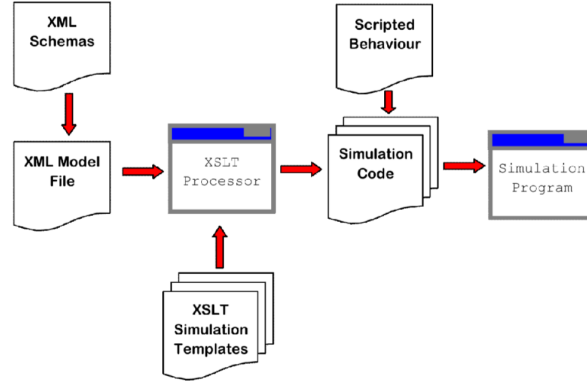 XML
Schemas
Scripted
Behaviour
XML Model
File
XSLT
Processor
Simulation
Code
Simulation
Program
XSLT
Simulation
Templates